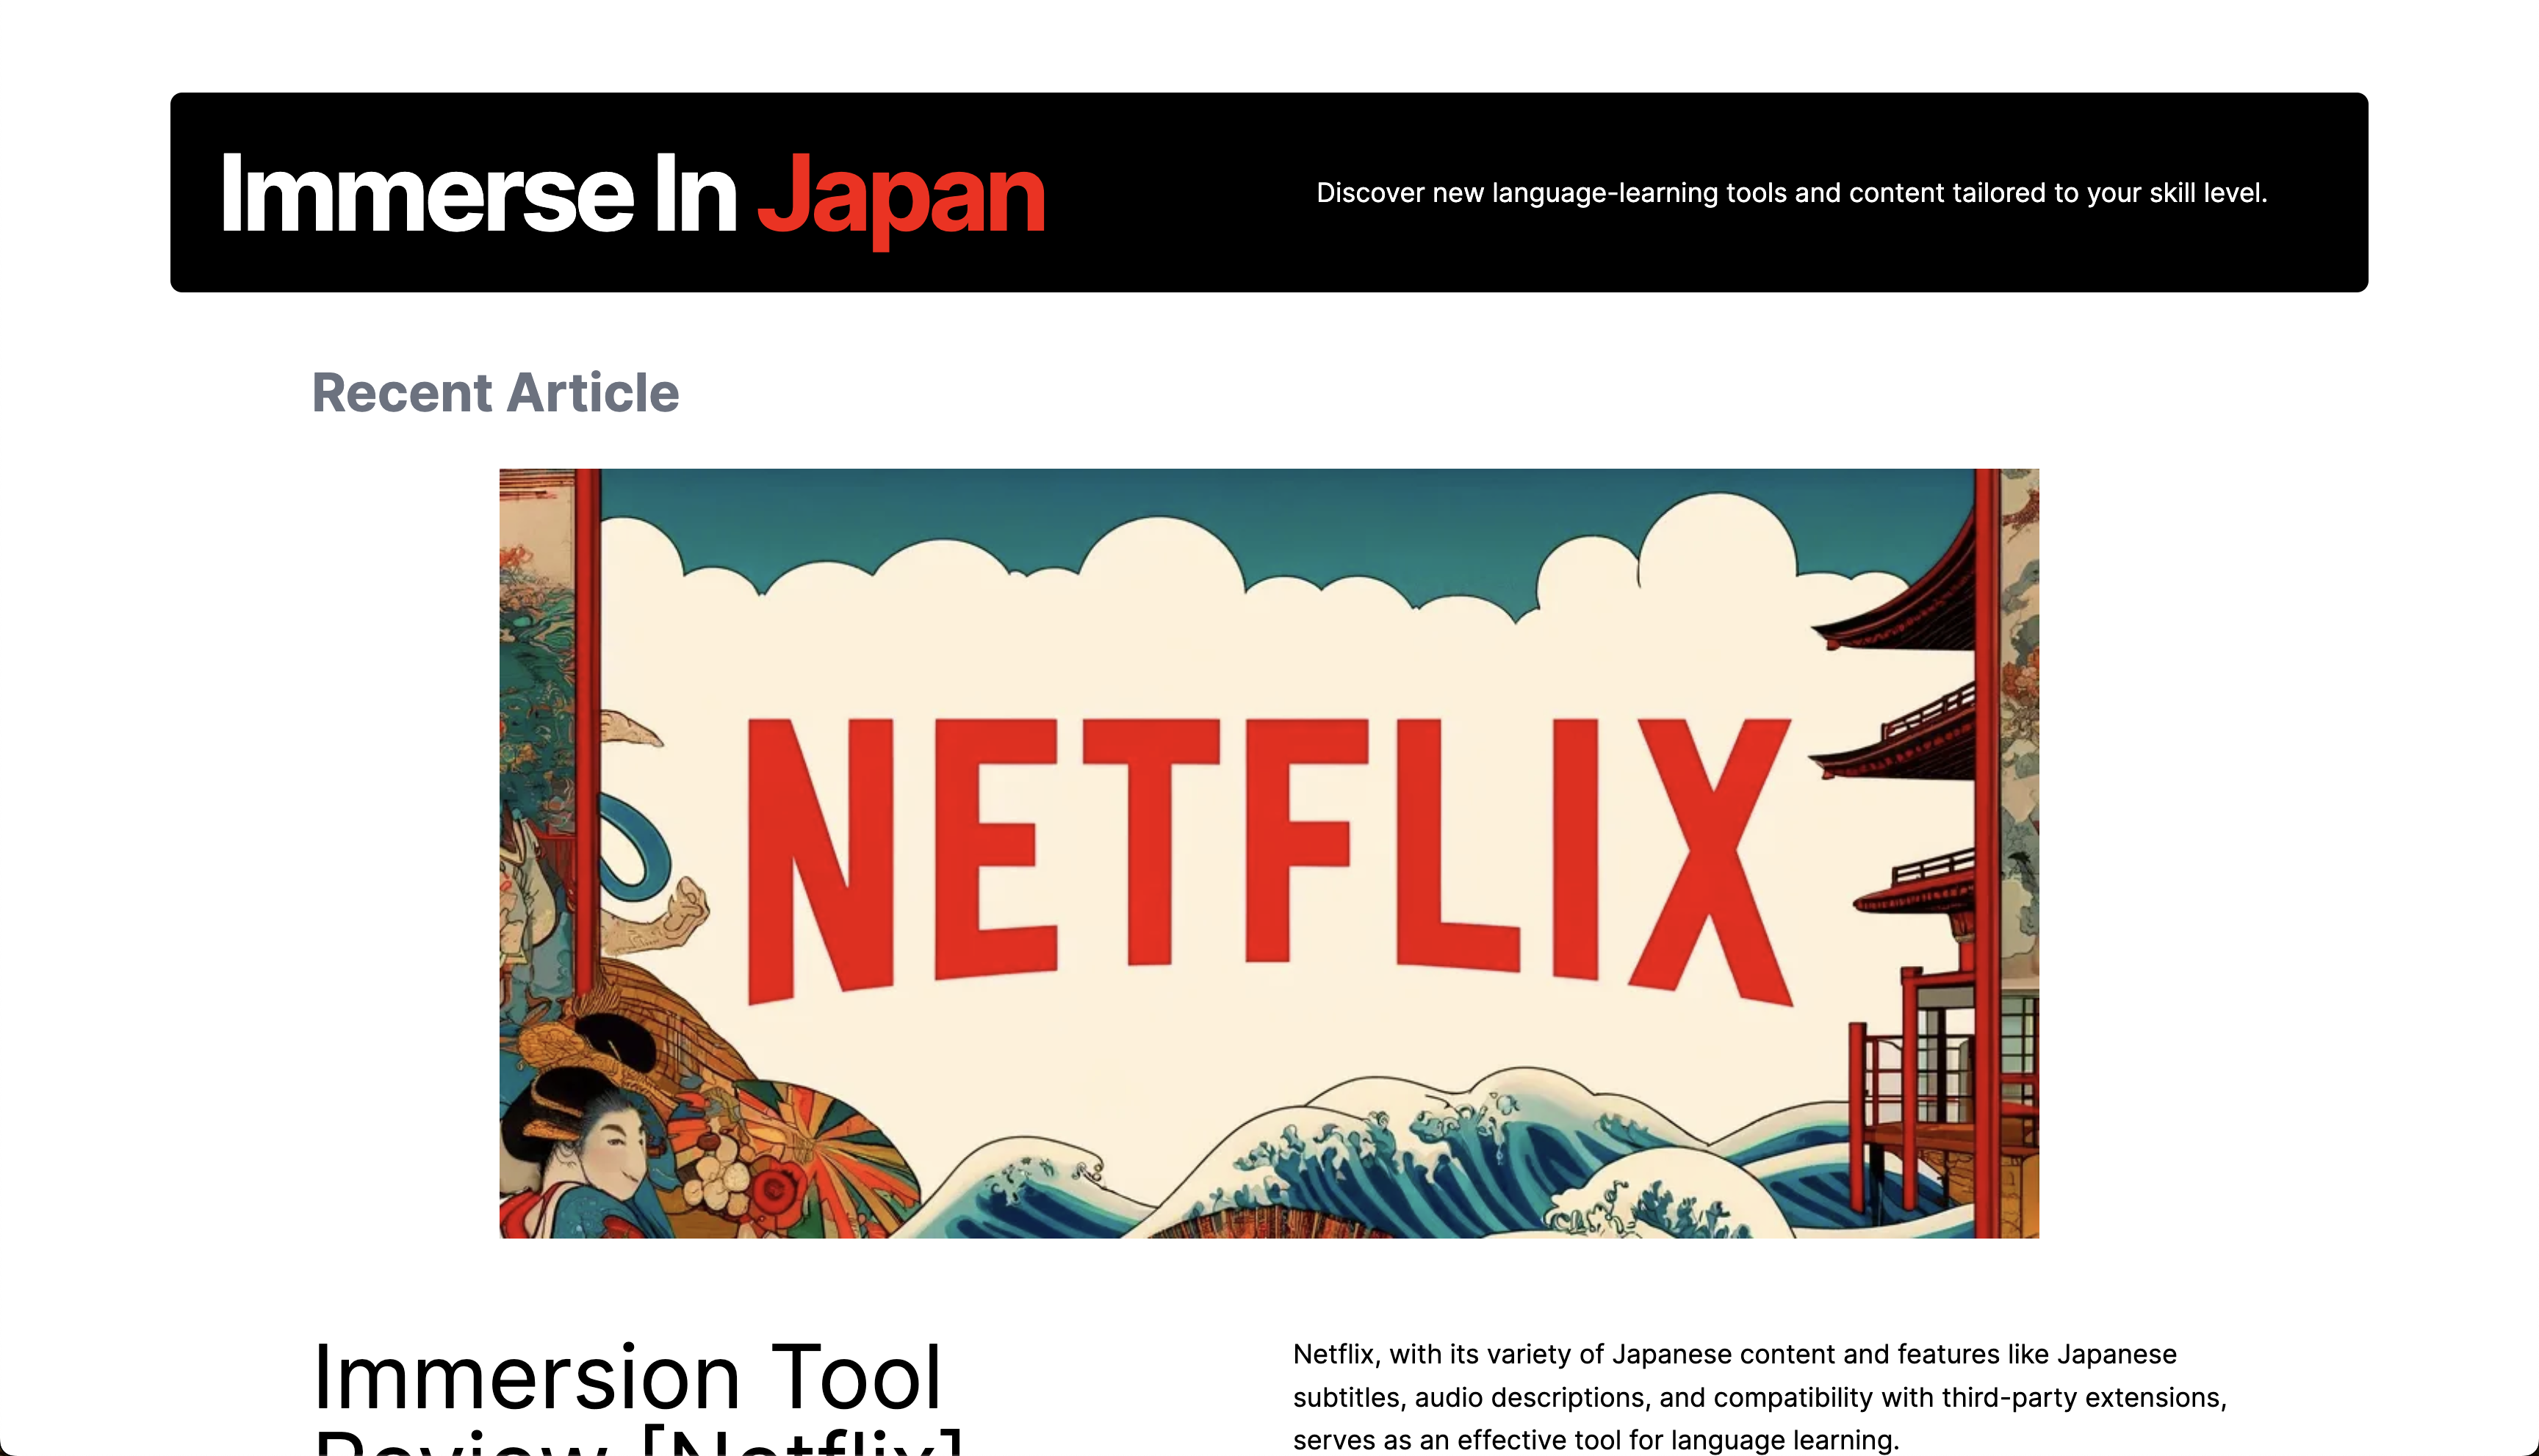 Immerse In Japan
Discover new language-learning tools and content tailored to your skill level.
Recent Article
NETFLIX
Immersion Tool
Review [Netflix]
Netflix, with its variety of Japanese content and features like Japanese
subtitles, audio descriptions, and compatibility with third-party extensions,
serves as an effective tool for language learning.